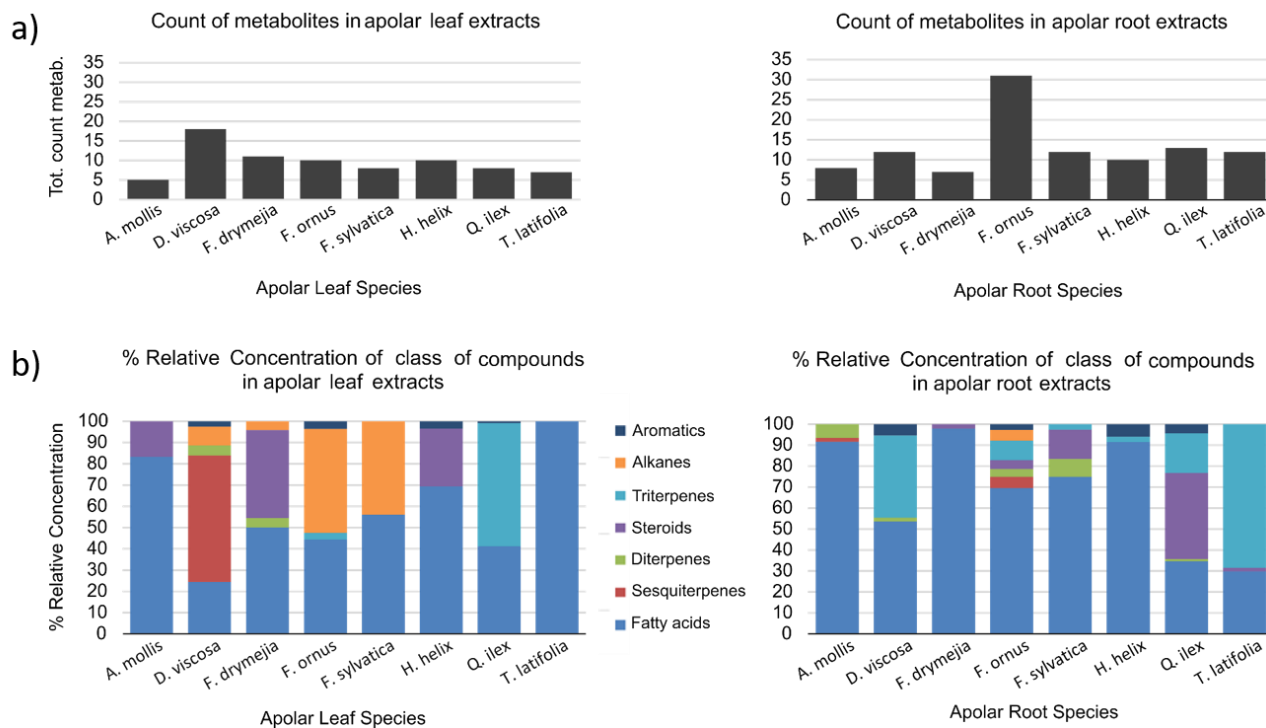 a)
Count of metabolites in apolar leaf extracts
Tot. count metab.
35
30
25
20
15
10
5
0
A. mollis
D. viscosa
F. drymejia
F. ornus
F. sylvatica
H. helix
Q. ilex
T. latifolia
Apolar Leaf Species
Count of metabolites in apolar root extracts
35
30
25
20
15
10
5
0
A. mollis
D. viscosa
F. drymejia
F. ornus
F. sylvatica
H. helix
Q. ilex
T. latifolia
Apolar Root Species
b)
% Relative Concentration of class of compounds
in apolar leaf extracts
% Relative Concentration
100
90
80
70
60
50
40
30
20
10
0
A. mollis
D. viscosa
F. drymejia
F. ornus
F. sylvatica
H. helix
Q. ilex
T. latifolia
Apolar Leaf Species
Aromatics
Alkanes
Triterpenes
Steroids
Diterpenes
Sesquiterpenes
Fatty acids
% Relative Concentration of class of compounds
in apolar root extracts
100
90
80
70
60
50
40
30
20
10
0
A. mollis
D. viscosa
F. drymejia
F. ornus
F. sylvatica
H. helix
Q. ilex
T. latifolia
Apolar Root Species